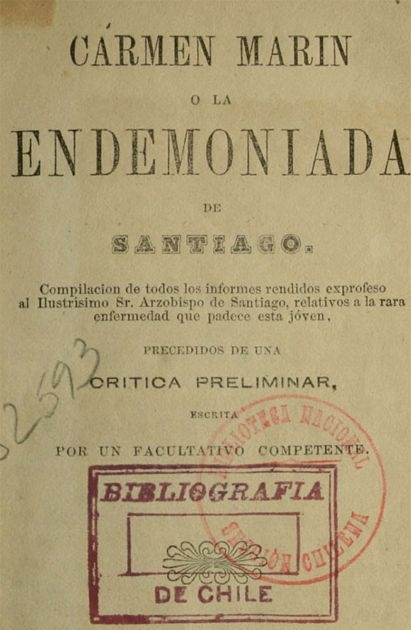 CÁRMEN MARIN
O LA
ENDEMONIADA
DE
SANTIAGO.
Compilacion de todos los informes rendidos exprofeso
al Ilustrísimo Sr. Arzobispo de Santiago, relativos a la rara
enfermedad que padece esta jóven,
PRECEDIDOS DE UNA
CRITICA PRELIMINAR,
ESCRITA
POR UN FACULTATIVO COMPETENTE.
BIBLIOTECA NACIONAL
SECCIÓN CHILENA
BIBLIOGRAFIA
DE CHILE